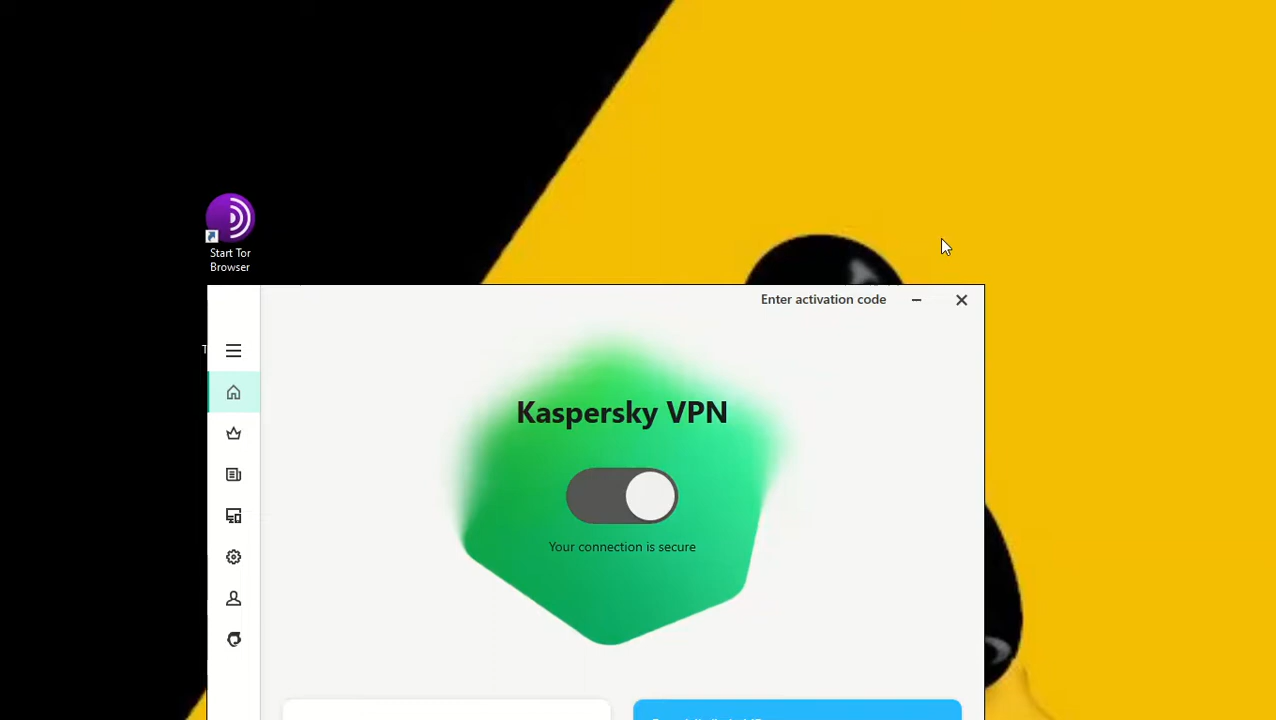 Start Tor
Browser
Enter activation code
Kaspersky VPN
Your connection is secure